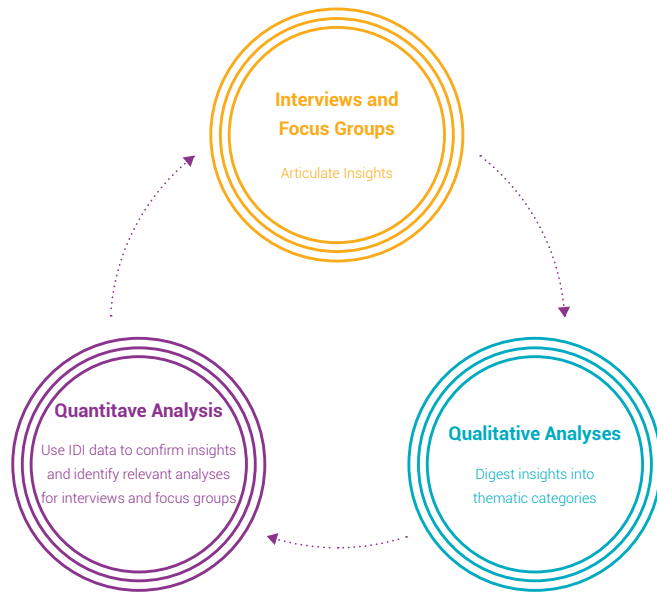 Interviews and
Focus Groups
Articulate Insights
Quantitave Analysis
Use IDI data to confirm insights
and identify relevant analyses
for interviews and focus groups
Qualitative Analyses
Digest insights into
thematic categories